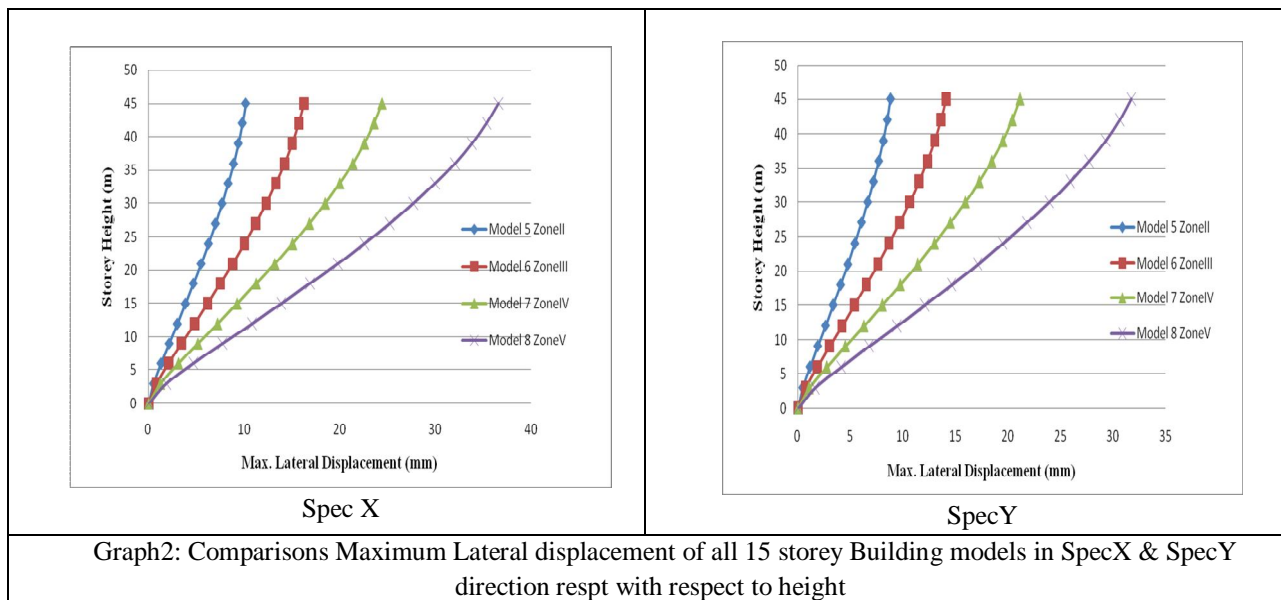 50
45
40
35
30
25
20
15
10
5
0
Storey Height (m)
0 10 20 30 40
Max. Lateral Displacement (mm)
Model 5 ZoneII
Model 6 ZoneIII
Model 7 ZoneIV
Model 8 ZoneV
Spec X
50
45
40
35
30
25
20
15
10
5
0
Storey Height (m)
0 5 10 15 20 25 30 35
Max. Lateral Displacement (mm)
Model 5 ZoneII
Model 6 ZoneIII
Model 7 ZoneIV
Model 8 ZoneV
SpecY
Graph2: Comparisons Maximum Lateral displacement of all 15 storey Building models in SpecX & SpecY
direction respt with respect to height